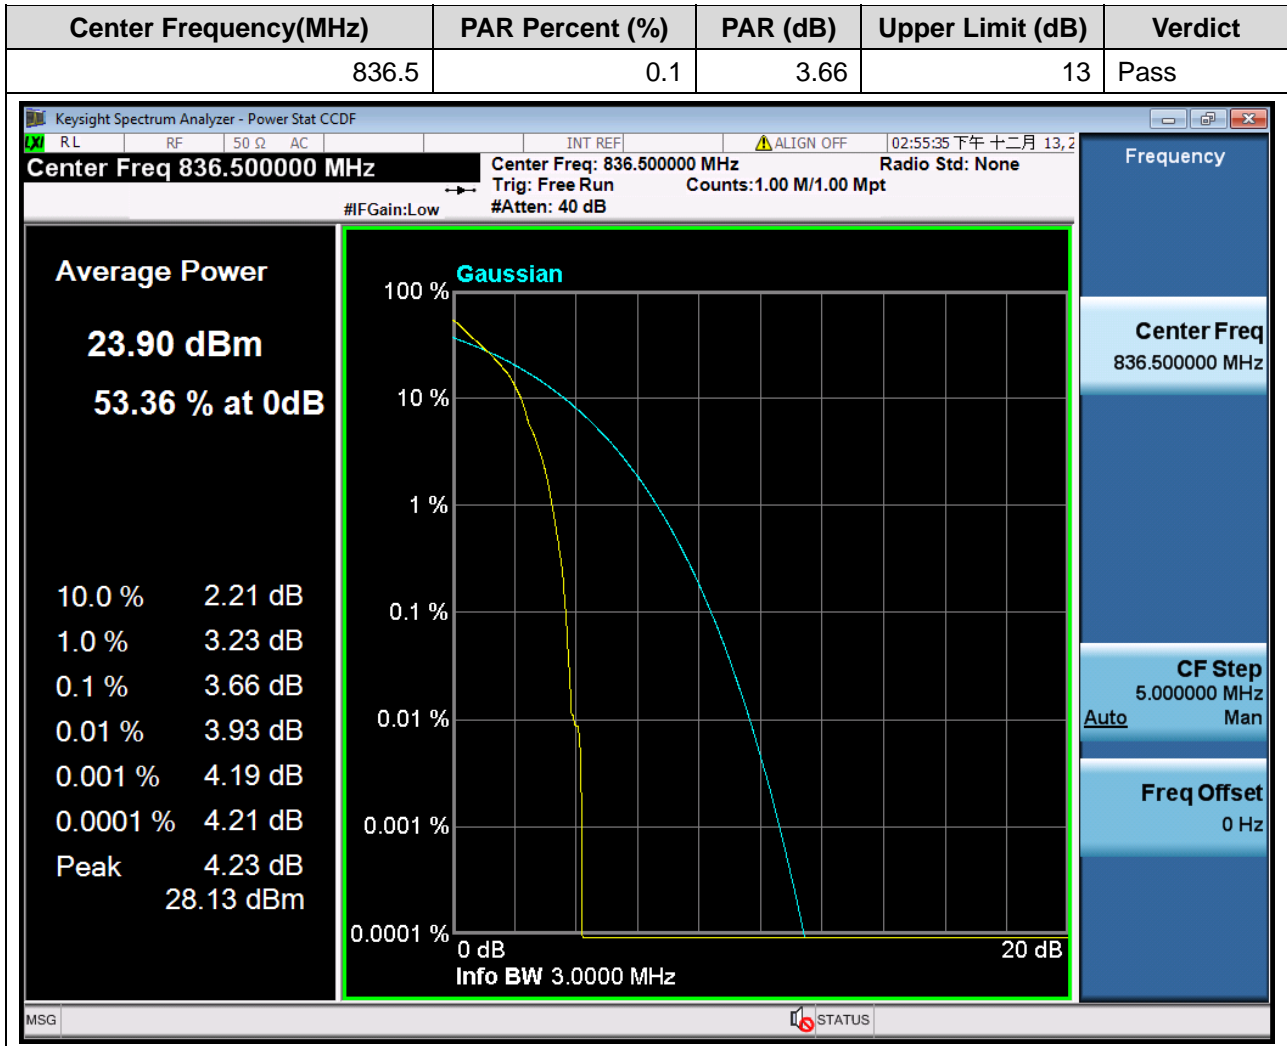 Center Frequency(MHz) PAR Percent (%) PAR (dB) Upper Limit (dB) Verdict
836.5 0.1 3.66 13 Pass
Keysight Spectrum Analyzer - Power Stat CCDF
LXI RL RF 50 Ω AC INT REF ALIGN OFF 02:55:35 下午 十二月 13, 2
Center Freq 836.500000 MHz
Center Freq: 836.500000 MHz Radio Std: None
Trig: Free Run Counts:1.00 M/1.00 Mpt
#IFGain:Low #Atten: 40 dB
Frequency
Average Power
23.90 dBm
53.36 % at 0dB
10.0 % 2.21 dB
1.0 % 3.23 dB
0.1 % 3.66 dB
0.01 % 3.93 dB
0.001 % 4.19 dB
0.0001 % 4.21 dB
Peak 4.23 dB
28.13 dBm
Gaussian
100 %
10 %
1 %
0.1 %
0.01 %
0.001 %
0.0001 %
0 dB 20 dB
Info BW 3.0000 MHz
Center Freq
836.500000 MHz
CF Step
5.000000 MHz
Auto Man
Freq Offset
0 Hz
MSG STATUS